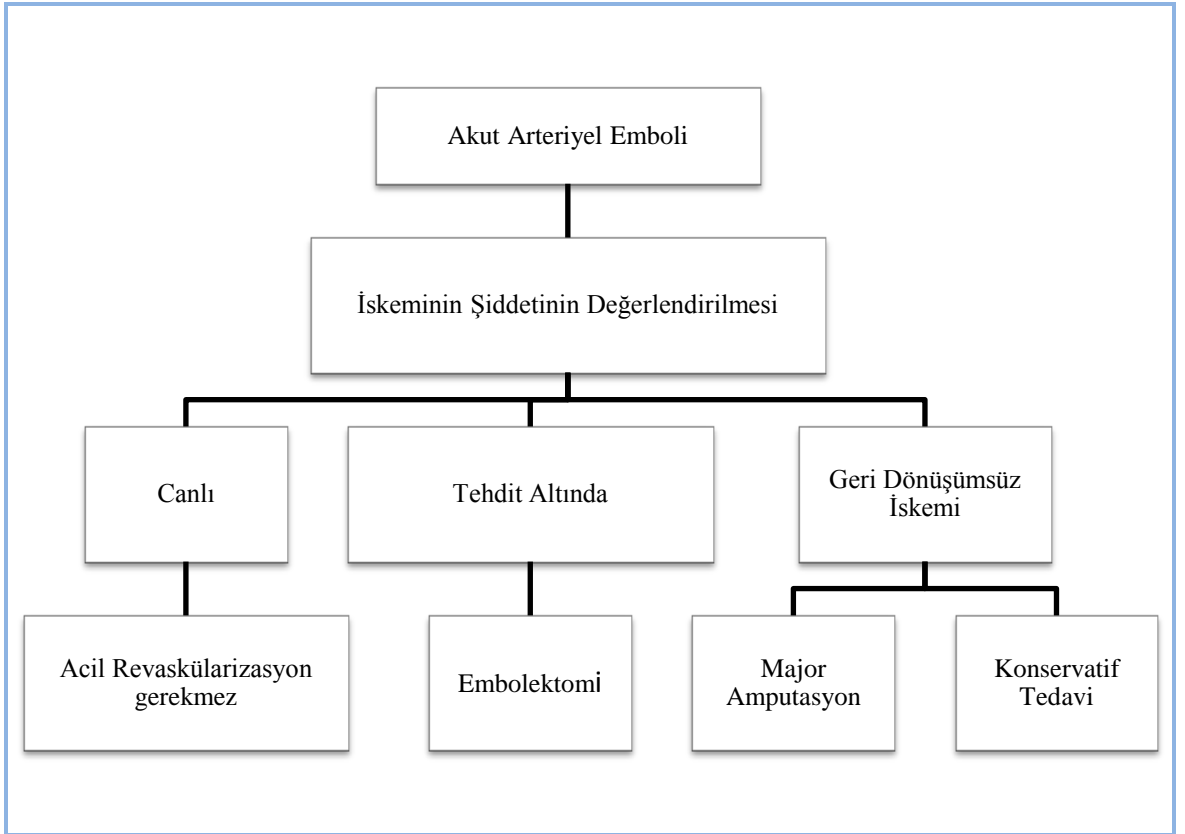 Akut Arteriyel Emboli
İskeminin Şiddetinin Değerlendirilmesi
Canlı
Tehdit Altında
Geri Dönüşümsüz
İskemi
Acil Revaskülarizasyon
gerekmez
Embolektomi
Major
Amputasyon
Konservatif
Tedavi